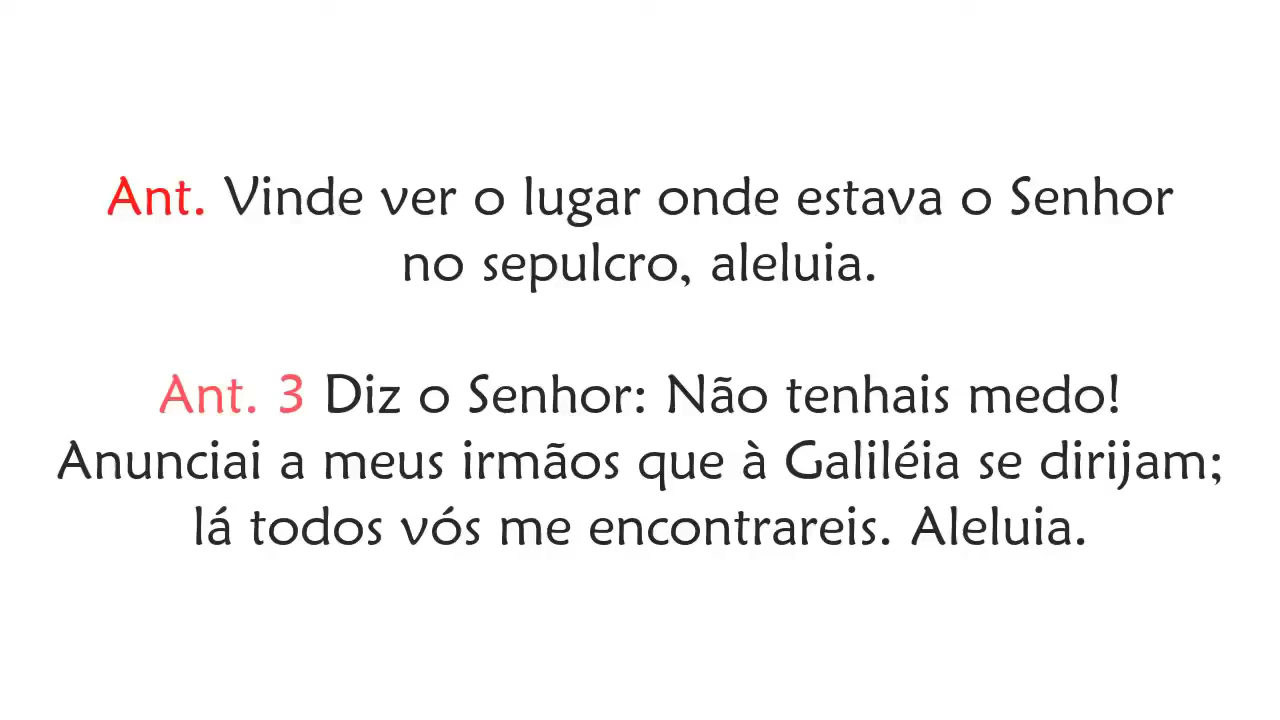 Ant. Vinde ver o lugar onde estava o Senhor
no sepulcro, aleluia.
Ant. 3 Diz o Senhor: Não tenhais medo!
Anunciai a meus irmãos que à Galiléia se dirijam;
lá todos vós me encontrareis. Aleluia.